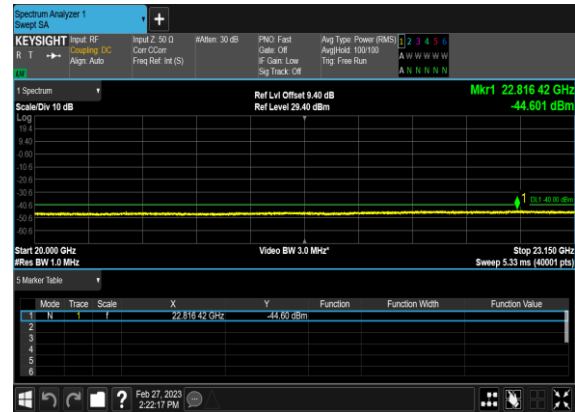 Spectrum Analyzer 1
Swept SA
+
KEYSIGHT Input: RF Input Z: 50 Ω #Atten: 30 dB PNO: Fast Avg Type: Power (RMS) 1 2 3 4 5 6
R T Coupling: DC Corr CCorr Gate: Off Avg|Hold: 100/100 A W W W W W
Align: Auto Freq Ref: Int (S) IF Gain: Low Trig: Free Run
Sig Track: Off A N N N N N
1 Spectrum Ref Lvl Offset 9.40 dB Mkr1 22.816 42 GHz
Scale/Div 10 dB Ref Level 29.40 dBm -44.601 dBm
Log
19.4
9.40
-0.60
-10.6
-20.6
-30.6
1 DL1 -40.00 dBm
-40.6
-50.6
-60.6
Start 20.000 GHz Video BW 3.0 MHz* Stop 23.150 GHz
#Res BW 1.0 MHz Sweep 5.33 ms (40001 pts)
5 Marker Table
Mode Trace Scale X Y Function Function Width Function Value
1 N 1 f 22.816 42 GHz -44.60 dBm
2
3
4
5
6
? Feb 27, 2023
2:22:17 PM